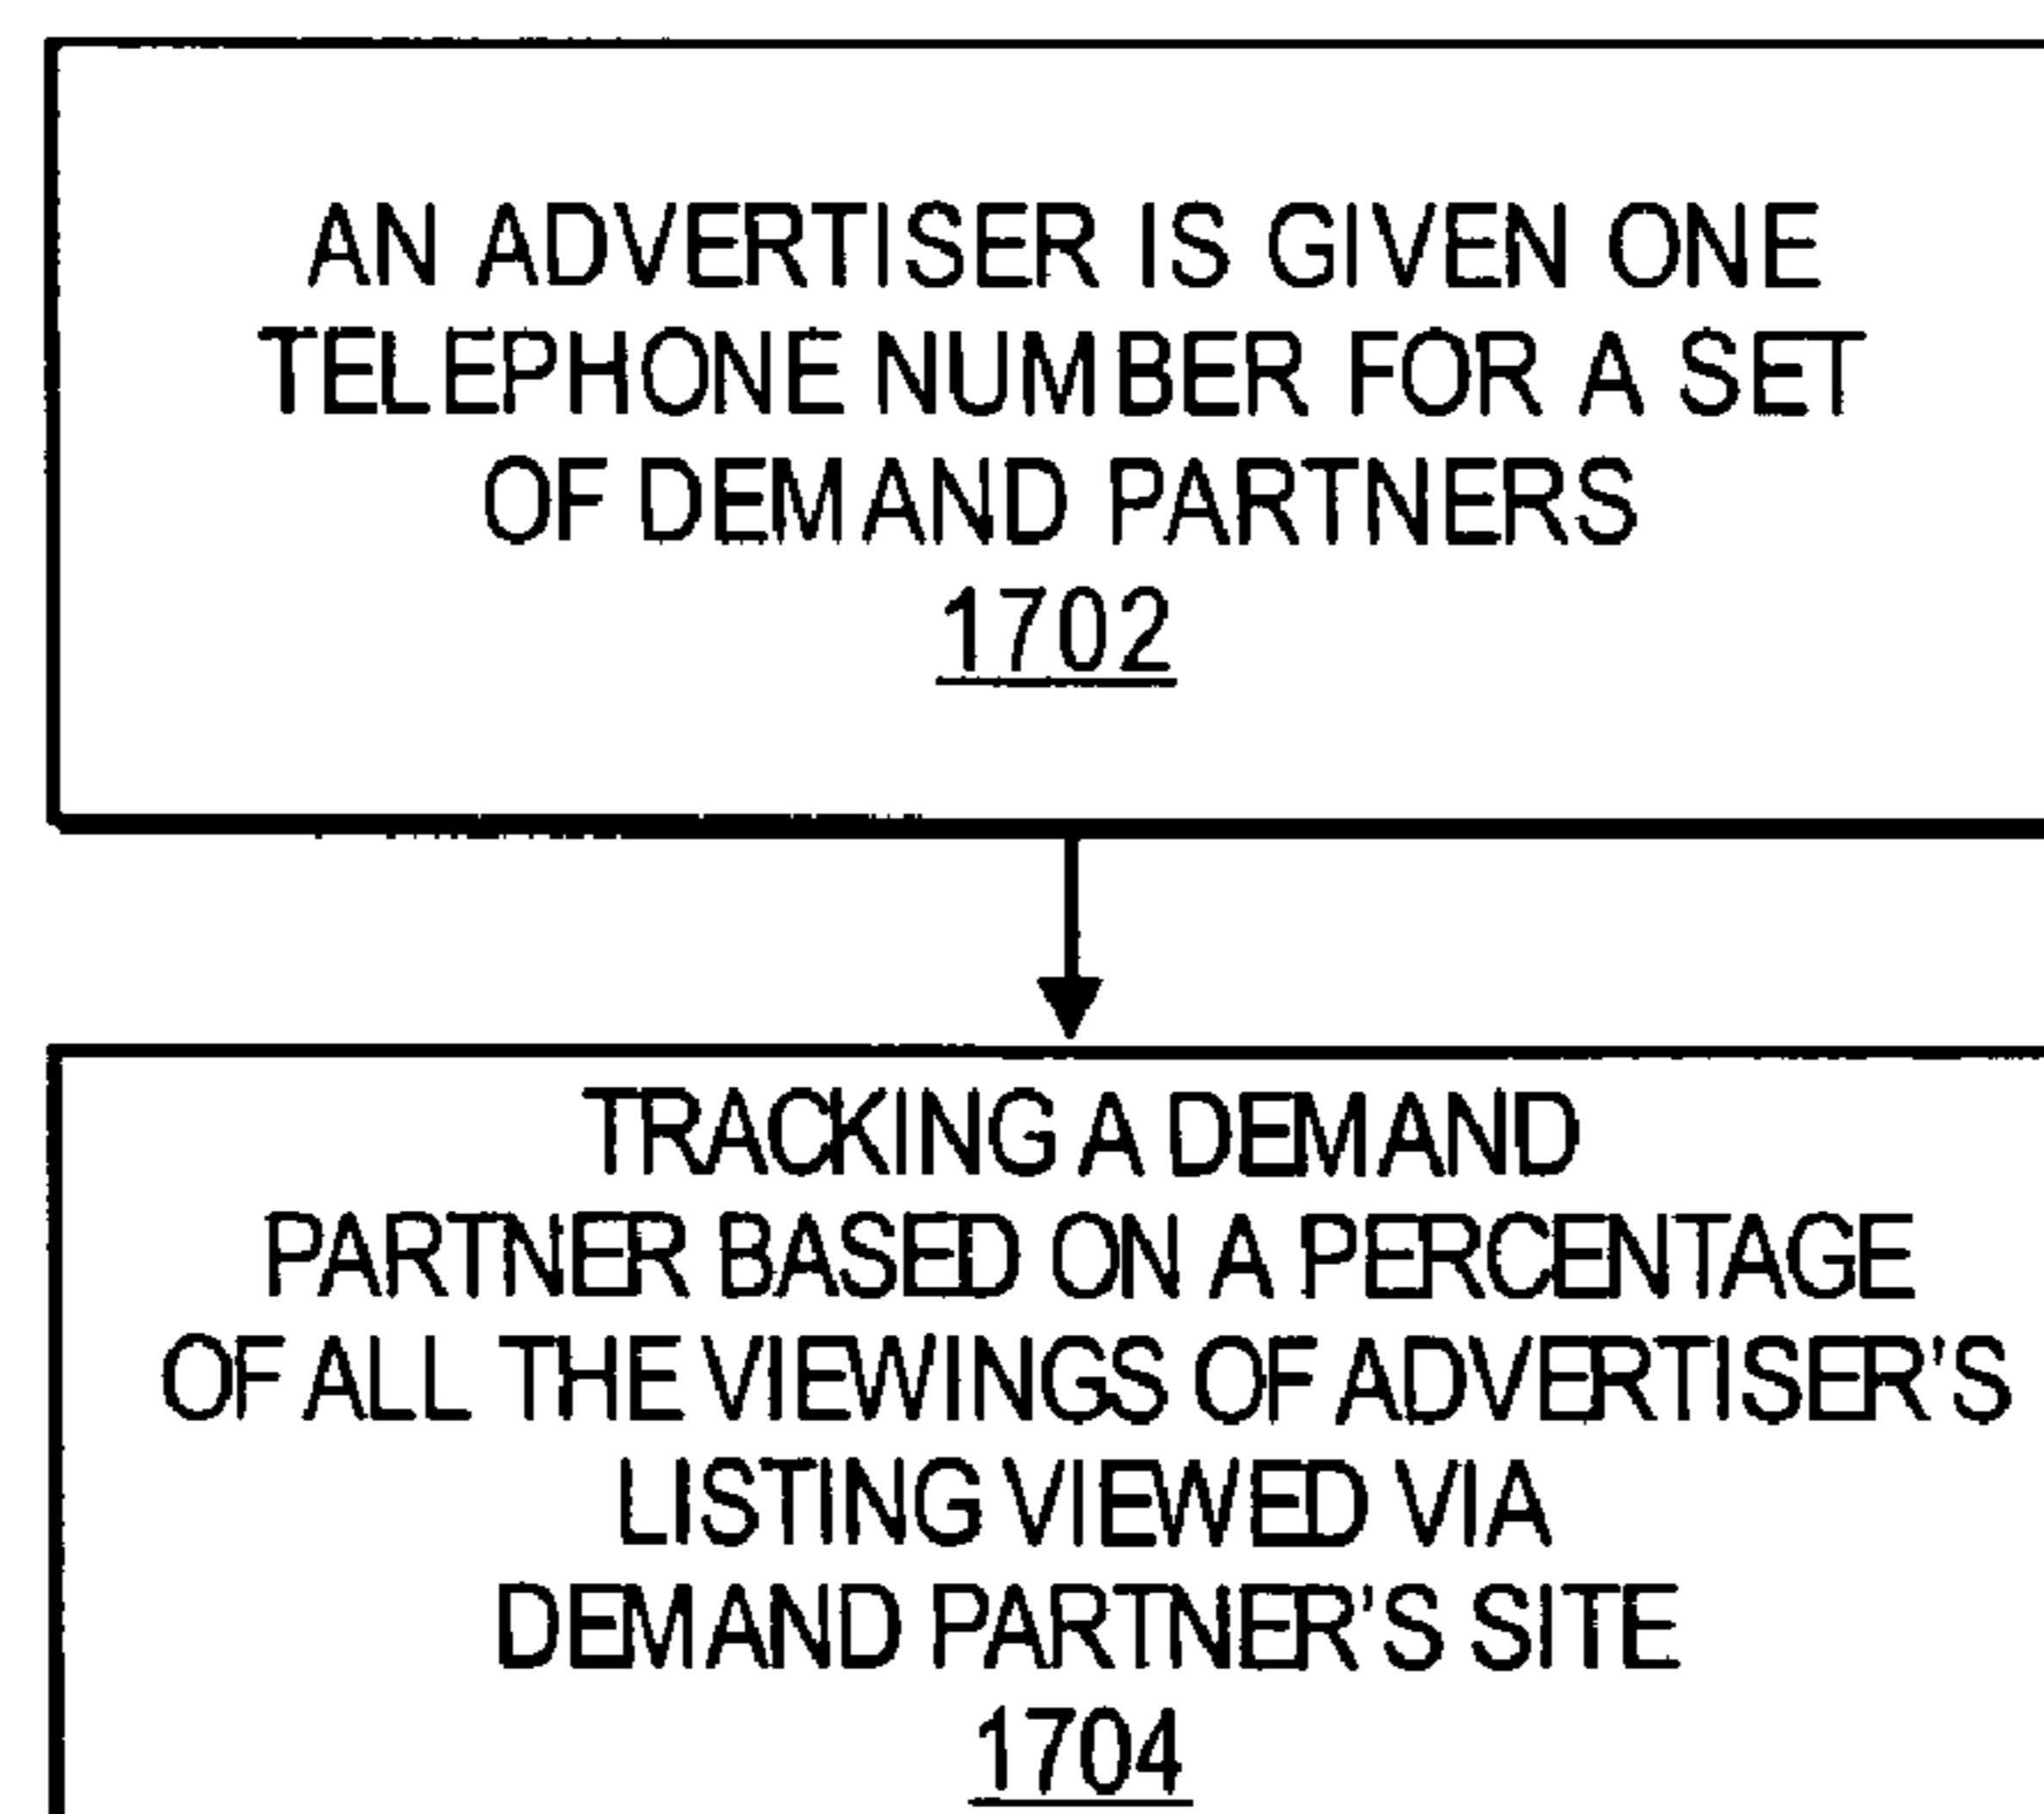 AN ADVERTISER IS GIVEN ONE
TELEPHONE NUMBER FOR A SET
OF DEMAND PARTNERS
1702
TRACKING A DEMAND
PARTNER BASED ON A PERCENTAGE
OF ALL THE VIEWINGS OF ADVERTISER'S
LISTING VIEWED VIA
DEMAND PARTNER'S SITE
1704